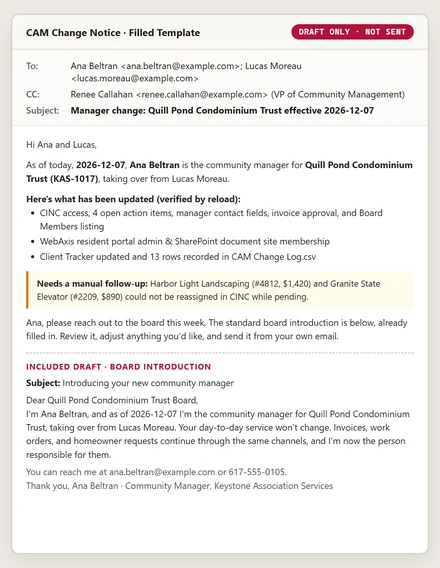 CAM Change Notice · Filled Template
DRAFT ONLY · NOT SENT
To: Ana Beltran <ana.beltran@example.com>; Lucas Moreau
<lucas.moreau@example.com>
CC: Renee Callahan <renee.callahan@example.com> (VP of Community Management)
Subject: Manager change: Quill Pond Condominium Trust effective 2026-12-07
Hi Ana and Lucas,
As of today, 2026-12-07, Ana Beltran is the community manager for Quill Pond Condominium
Trust (KAS-1017), taking over from Lucas Moreau.
Here's what has been updated (verified by reload):
• CINC access, 4 open action items, manager contact fields, invoice approval, and Board
Members listing
• WebAxis resident portal admin & SharePoint document site membership
• Client Tracker updated and 13 rows recorded in CAM Change Log.csv
Needs a manual follow-up: Harbor Light Landscaping (#4812, $1,420) and Granite State
Elevator (#2209, $890) could not be reassigned in CINC while pending.
Ana, please reach out to the board this week. The standard board introduction is below, already
filled in. Review it, adjust anything you'd like, and send it from your own email.
INCLUDED DRAFT · BOARD INTRODUCTION
Subject: Introducing your new community manager
Dear Quill Pond Condominium Trust Board,
I'm Ana Beltran, and as of 2026-12-07 I'm the community manager for Quill Pond Condominium
Trust, taking over from Lucas Moreau. Your day-to-day service won't change. Invoices, work
orders, and homeowner requests continue through the same channels, and I'm now the person
responsible for them.
You can reach me at ana.beltran@example.com or 617-555-0105.
Thank you, Ana Beltran · Community Manager, Keystone Association Services